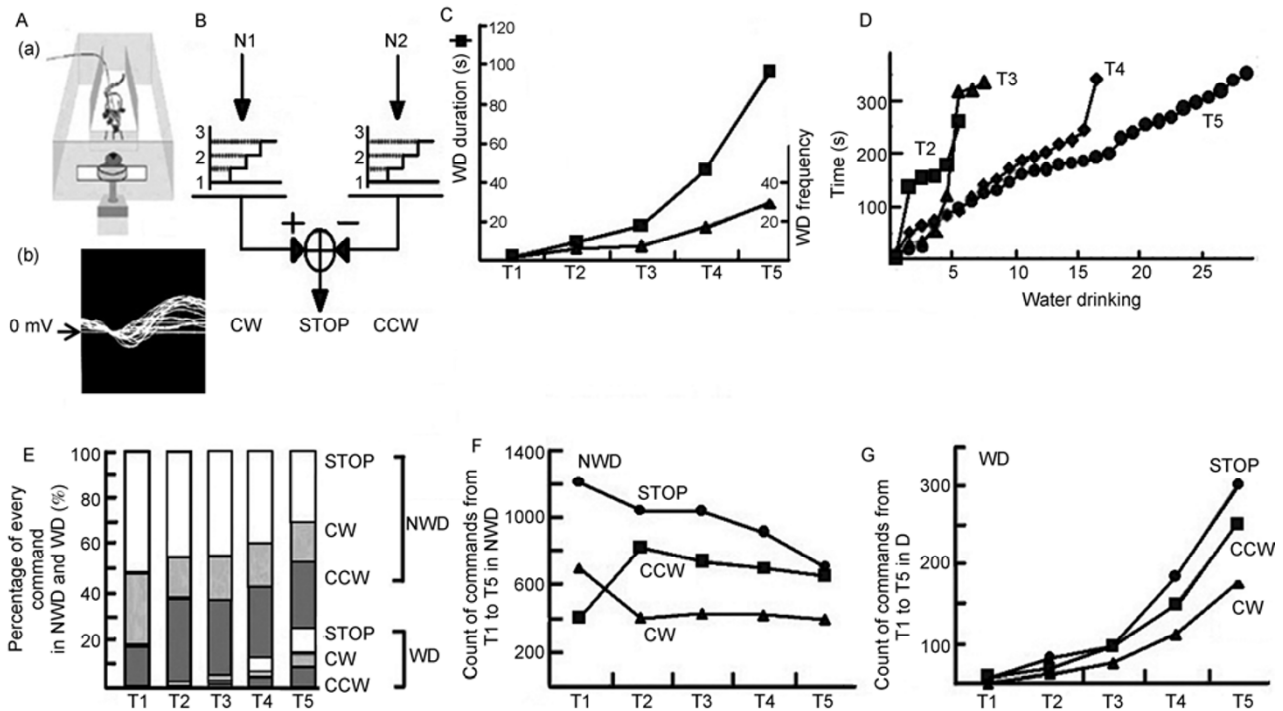 A
(a)
(b)
0 mV
B
N1
N2
3
2
1
3
2
1
+
−
CW
STOP
CCW
C
WD duration (s)
120
100
80
60
40
20
WD frequency
40
20
T1
T2
T3
T4
T5
D
Time (s)
300
200
100
T2
T3
T4
T5
5
10
15
20
25
Water drinking
E
Percentage of every
command
in NWD and WD (%)
100
80
60
40
20
STOP
CW
CCW
NWD
STOP
CW
CCW
WD
T1
T2
T3
T4
T5
F
Count of commands from
T1 to T5 in NWD
1400
1000
600
200
NWD
STOP
CCW
CW
T1
T2
T3
T4
T5
G
Count of commands from
T1 to T5 in D
300
200
100
WD
STOP
CCW
CW
T1
T2
T3
T4
T5